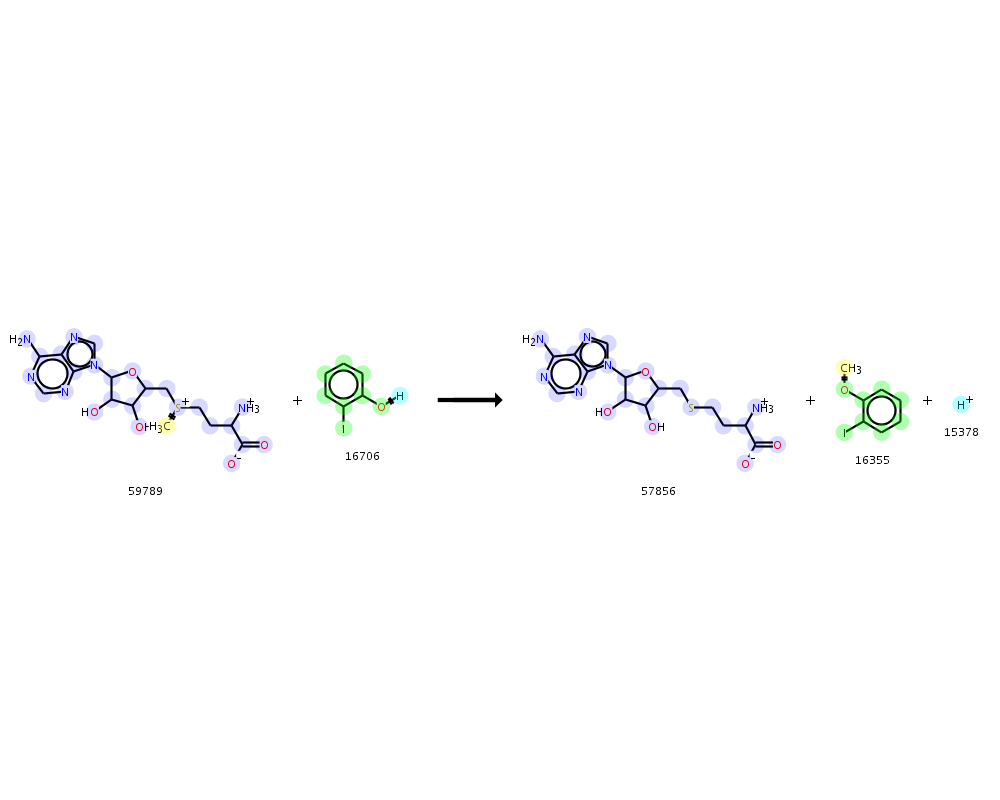 H2N N N N N O HO OH H3C S+ NH3+ O O- 59789
+
I O H 16706
H2N N N N N O HO OH S NH3+ O O- 57856
+
CH3 O I 16355
+
H+ 15378